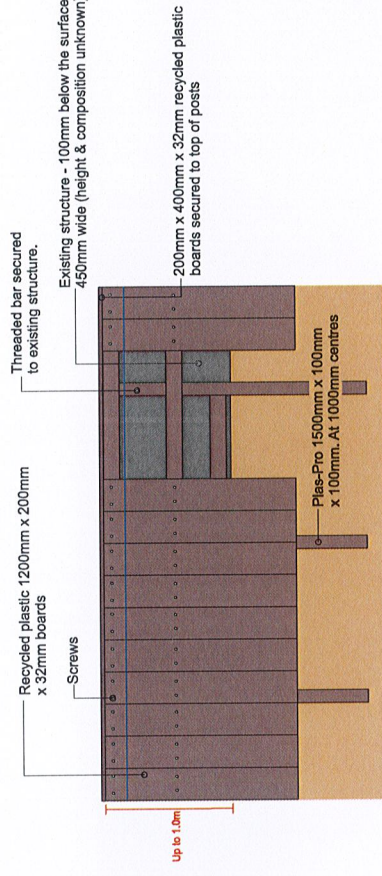 Recycled plastic 1200mm x 200mm
x 32mm boards
Screws
Threaded bar secured
to existing structure.
Existing structure - 100mm below the surface
450mm wide (height & composition unknown)
200mm x 400mm x 32mm recycled plastic
boards secured to top of posts
Plas-Pro 1500mm x 100mm
x 100mm. At 1000mm centres
Up to 1.0m